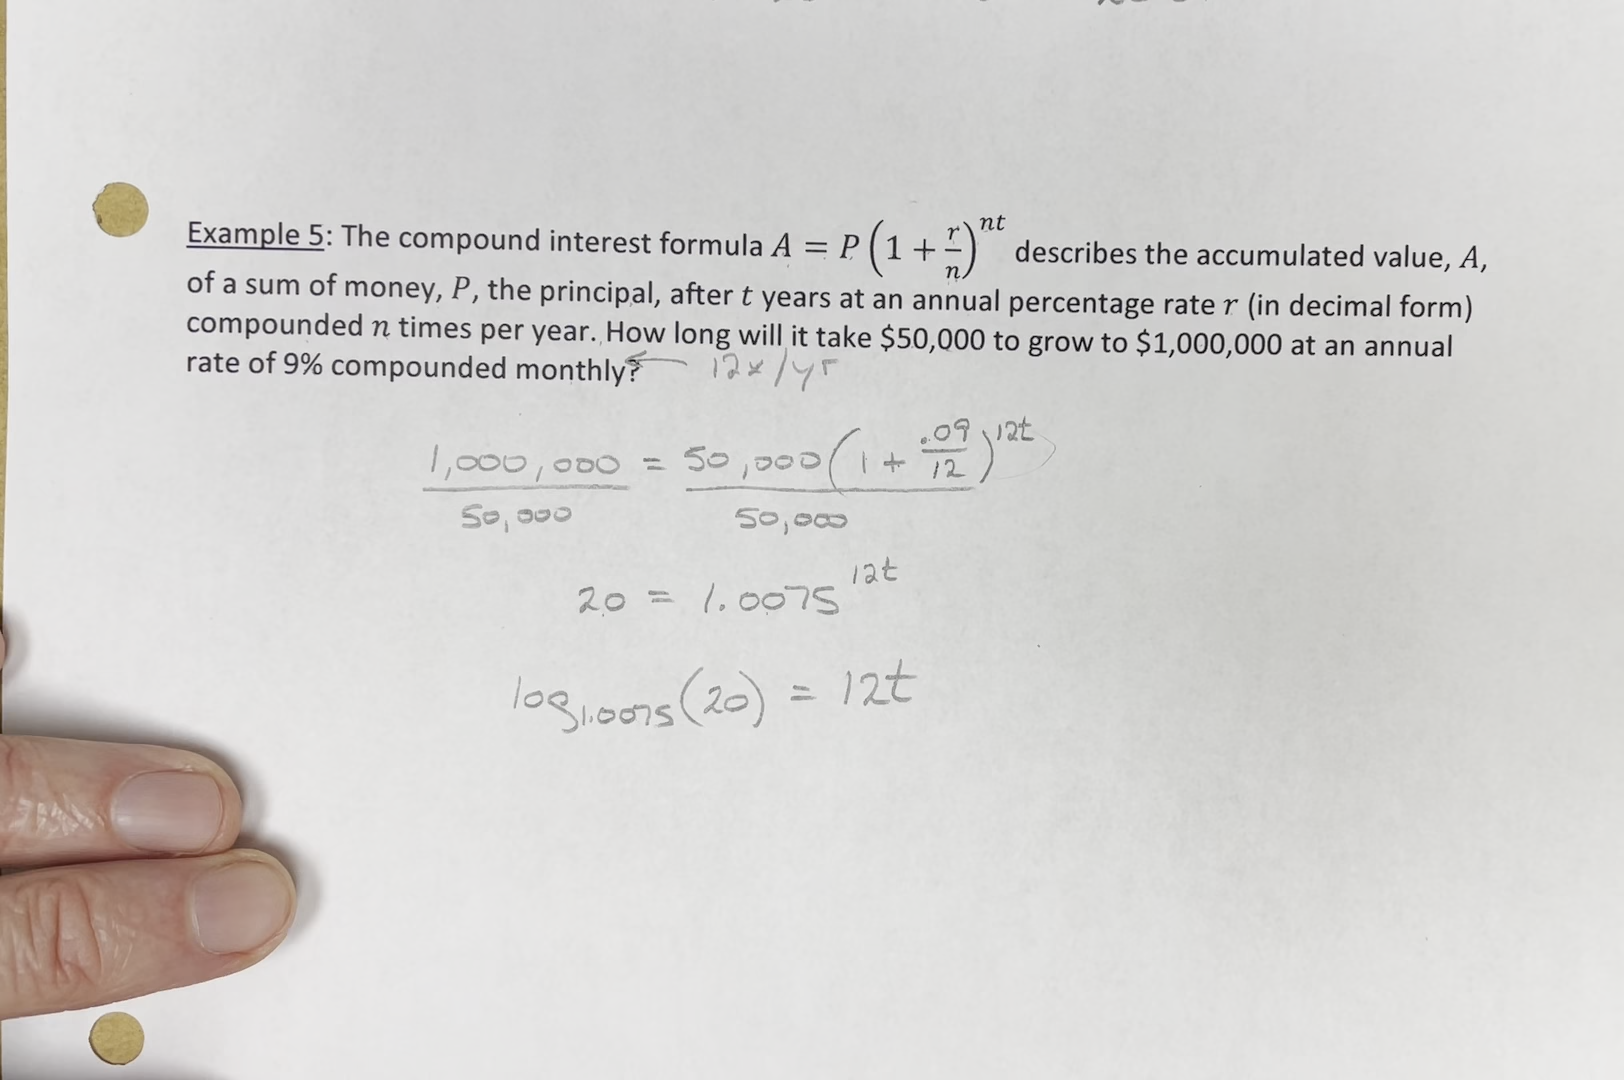 Example 5: The compound interest formula A = P(1 + r/n)^nt describes the accumulated value, A,
of a sum of money, P, the principal, after t years at an annual percentage rate r (in decimal form)
compounded n times per year. How long will it take $50,000 to grow to $1,000,000 at an annual
rate of 9% compounded monthly? ← 12x/yr
1,000,000 = 50,000(1 + .09/12)^12t
50,000 50,000
20 = 1.0075^12t
log_1.0075(20) = 12t